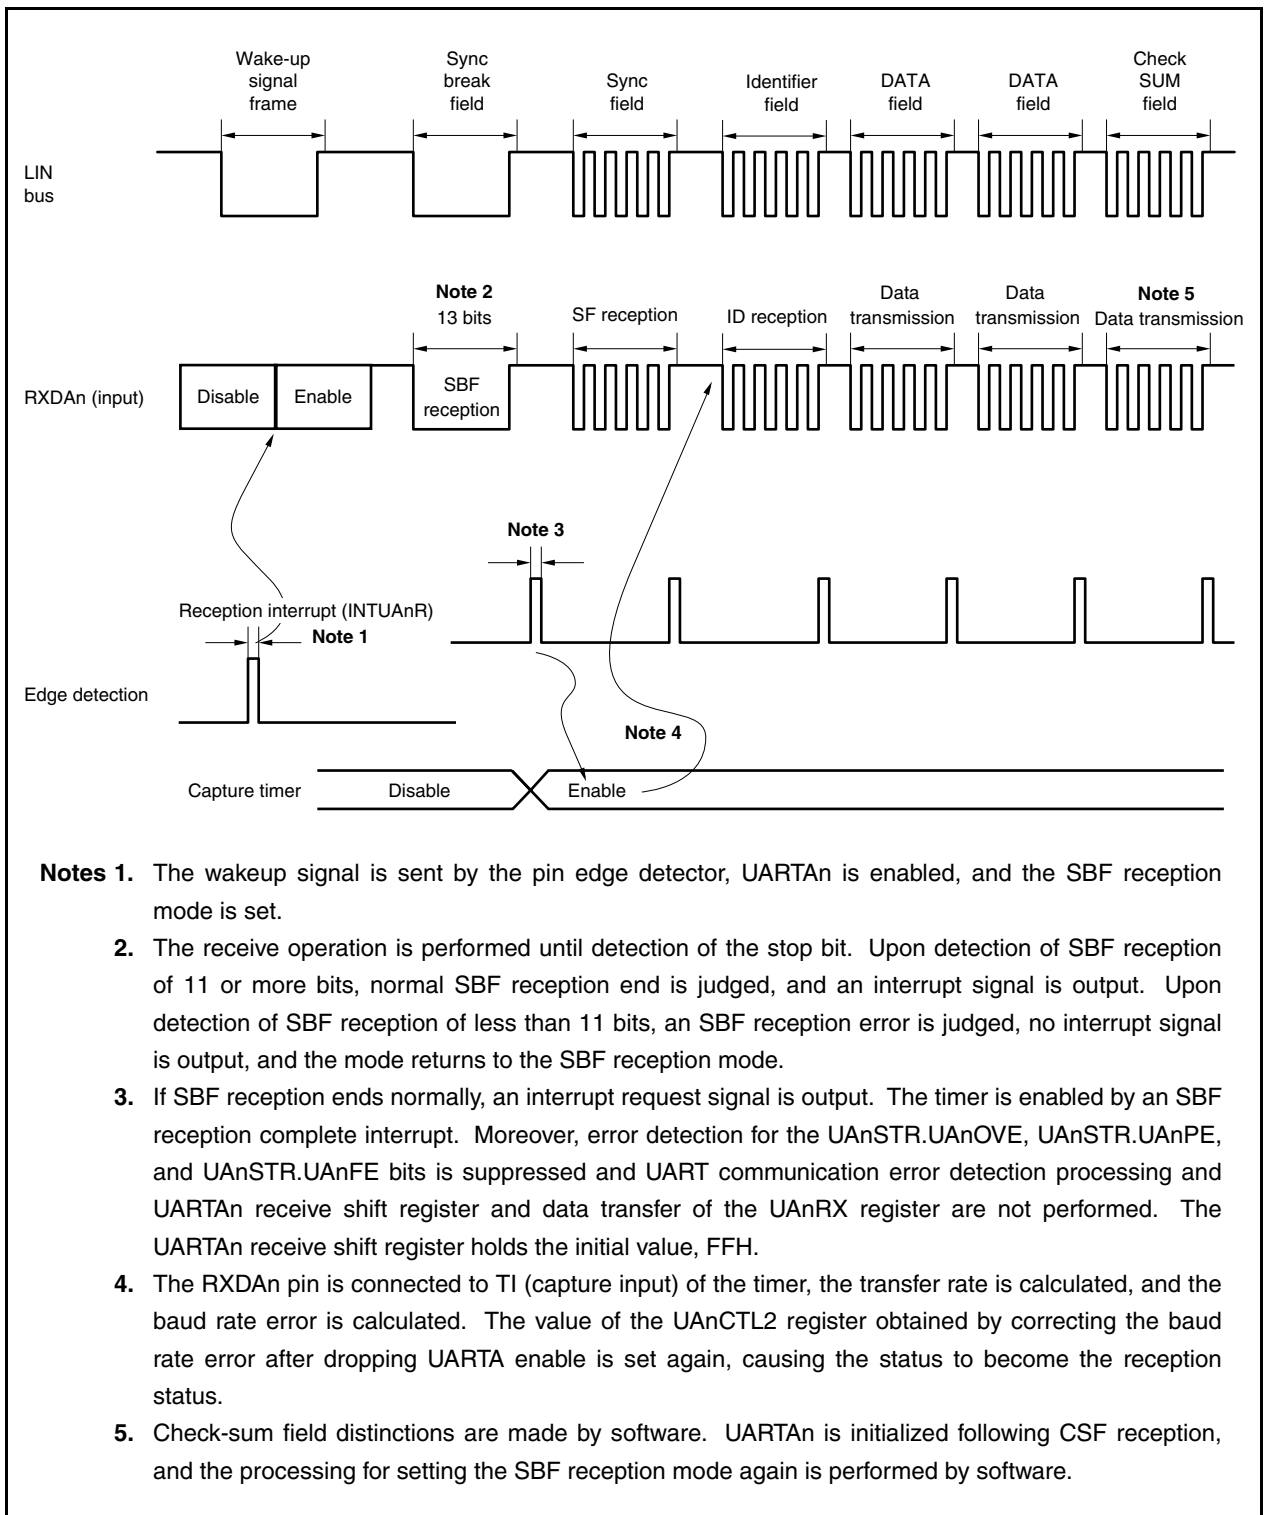 Wake-up
signal
frame
Sync
break
field
Sync
field
Identifier
field
DATA
field
DATA
field
Check
SUM
field
LIN
bus
Note 2
13 bits
SF reception
ID reception
Data
transmission
Data
transmission
Note 5
Data transmission
RXDAn (input)
Disable
Enable
SBF
reception
Note 3
Reception interrupt (INTUAnR)
Note 1
Edge detection
Note 4
Capture timer
Disable
Enable
Notes 1. The wakeup signal is sent by the pin edge detector, UARTAn is enabled, and the SBF reception
mode is set.
2. The receive operation is performed until detection of the stop bit. Upon detection of SBF reception
of 11 or more bits, normal SBF reception end is judged, and an interrupt signal is output. Upon
detection of SBF reception of less than 11 bits, an SBF reception error is judged, no interrupt signal
is output, and the mode returns to the SBF reception mode.
3. If SBF reception ends normally, an interrupt request signal is output. The timer is enabled by an SBF
reception complete interrupt. Moreover, error detection for the UAnSTR.UAnOVE, UAnSTR.UAnPE,
and UAnSTR.UAnFE bits is suppressed and UART communication error detection processing and
UARTAn receive shift register and data transfer of the UAnRX register are not performed. The
UARTAn receive shift register holds the initial value, FFH.
4. The RXDAn pin is connected to TI (capture input) of the timer, the transfer rate is calculated, and the
baud rate error is calculated. The value of the UAnCTL2 register obtained by correcting the baud
rate error after dropping UARTA enable is set again, causing the status to become the reception
status.
5. Check-sum field distinctions are made by software. UARTAn is initialized following CSF reception,
and the processing for setting the SBF reception mode again is performed by software.